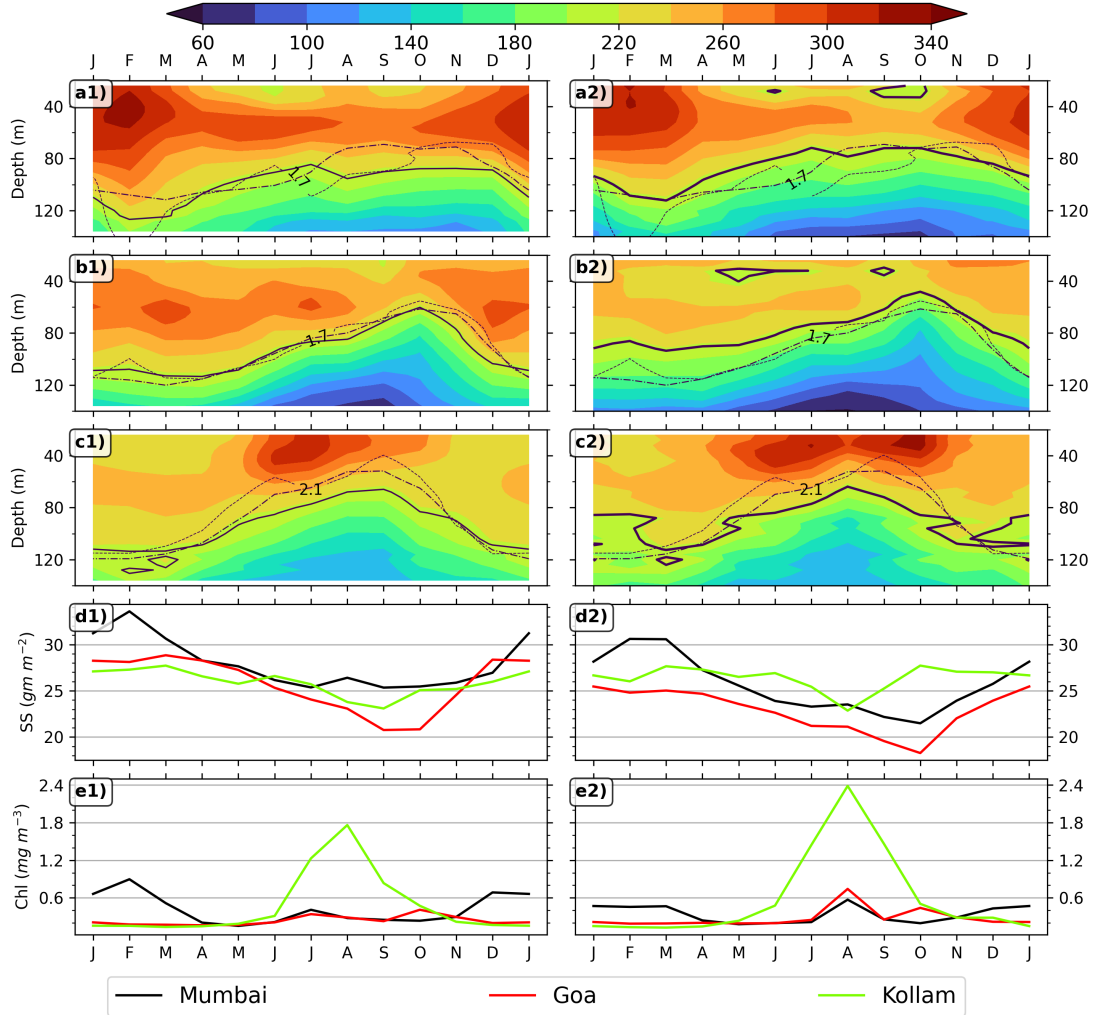 60 100 140 180 220 260 300 340
J F M A M J J A S O N D J J F M A M J J A S O N D J
a1) a2)
40 40
80 80
120 120
Depth (m)
1.7 1.7
b1) b2)
40 40
80 80
120 120
Depth (m)
1.7 1.7
c1) c2)
40 40
80 80
120 120
Depth (m)
2.1 2.1
d1) d2)
30 30
25 25
20 20
SS (gm m⁻²)
e1) e2)
2.4 2.4
1.8 1.8
1.2 1.2
0.6 0.6
Chl (mg m⁻³)
J F M A M J J A S O N D J J F M A M J J A S O N D J
Mumbai Goa Kollam